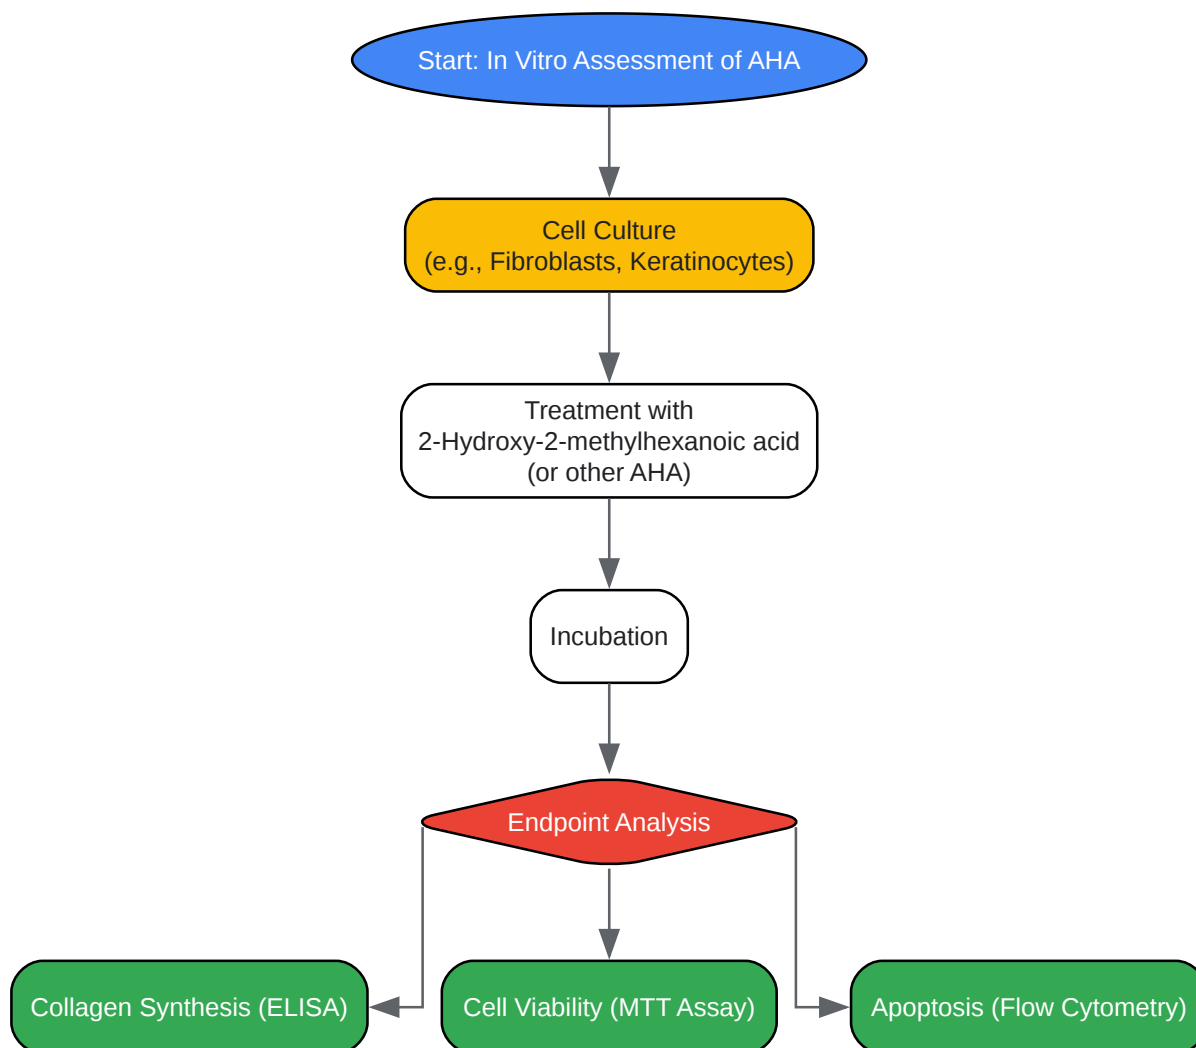 Start: In Vitro Assessment of AHA
Cell Culture
(e.g., Fibroblasts, Keratinocytes)
Treatment with
2-Hydroxy-2-methylhexanoic acid
(or other AHA)
Incubation
Endpoint Analysis
Collagen Synthesis (ELISA)
Cell Viability (MTT Assay)
Apoptosis (Flow Cytometry)